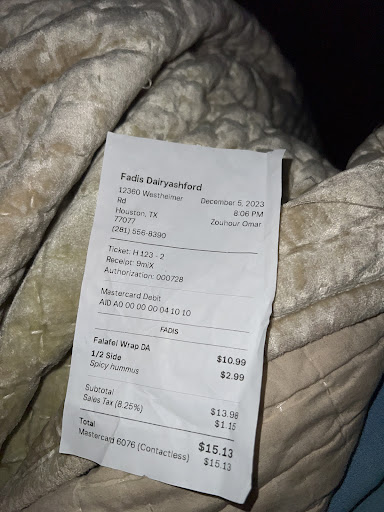 Fadis Dairyashford
12360 Westheimer
Rd
Houston, TX
77077
(281) 556-8390
December 5, 2023
8:06 PM
Zouhour Omar
Ticket: H 123 - 2
Receipt: 9miX
Authorization: 000728
Mastercard Debit
AID A0 00 00 00 04 10 10
FADIS
Falafel Wrap DA $10.99
1/2 Side $2.99
Spicy hummus
Subtotal $13.98
Sales Tax (8.25%) $1.15
Total $15.13
Mastercard 6076 (Contactless) $15.13